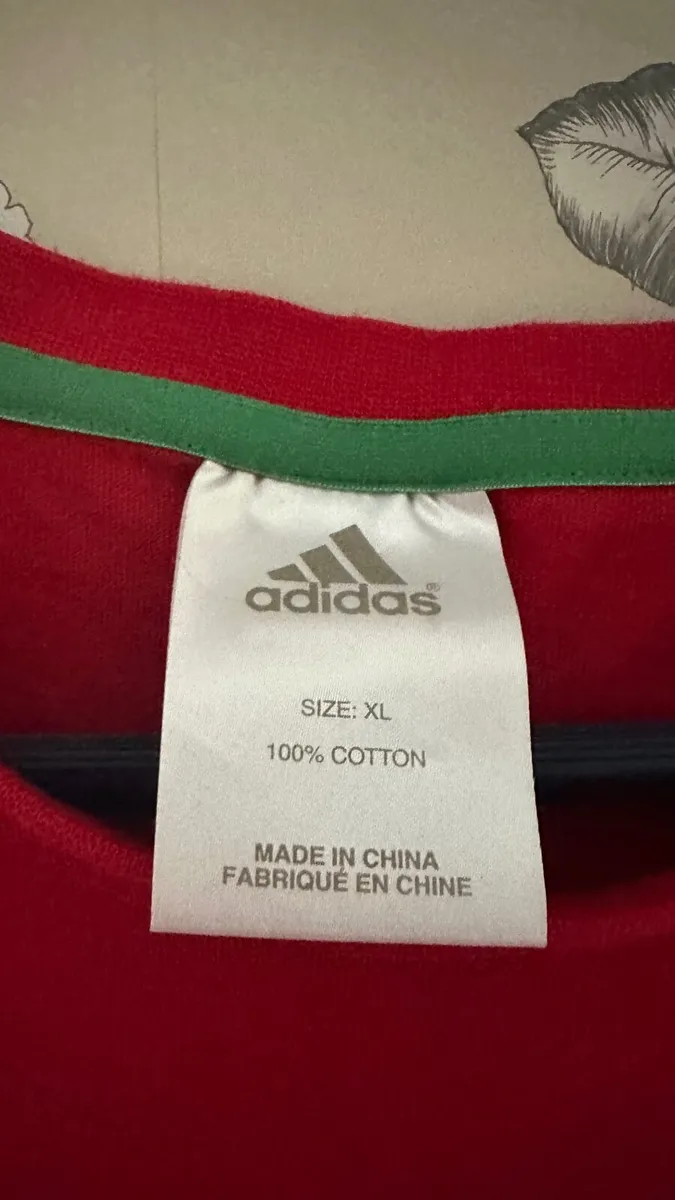 adidas®
SIZE: XL
100% COTTON
MADE IN CHINA
FABRIQUÉ EN CHINE